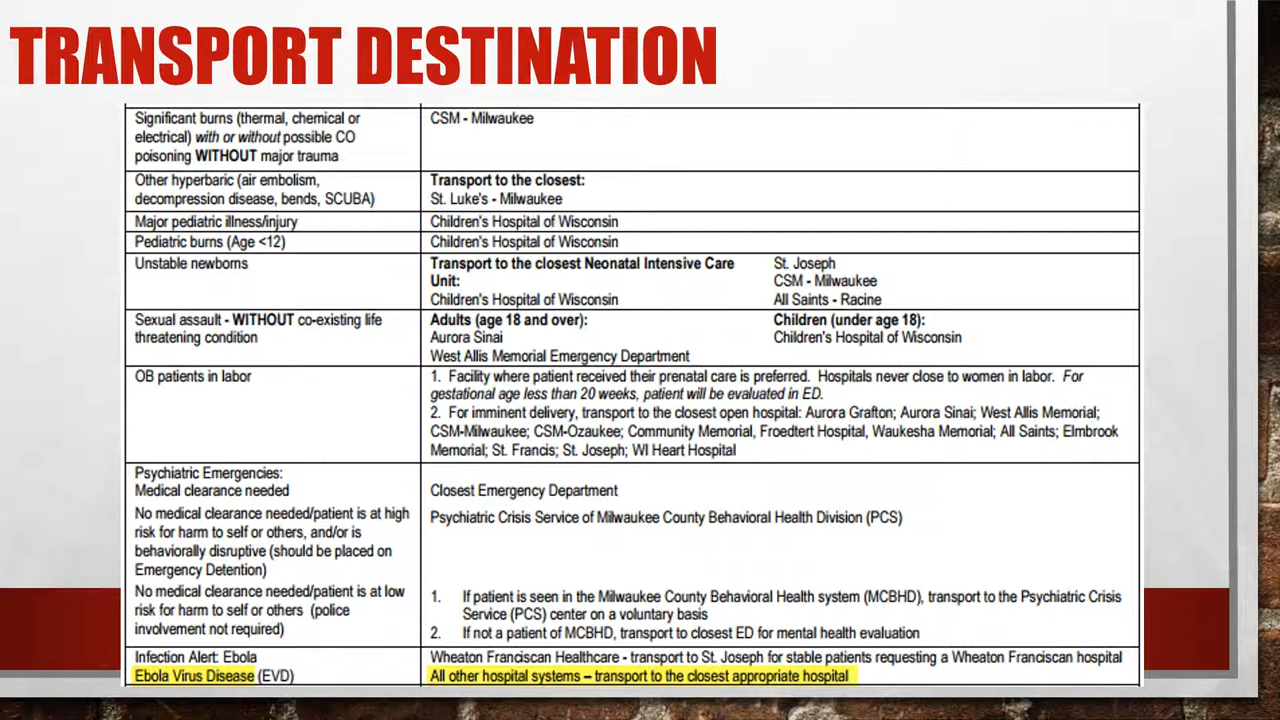 TRANSPORT DESTINATION
Significant burns (thermal, chemical or
electrical) with or without possible CO
poisoning WITHOUT major trauma
CSM - Milwaukee
Other hyperbaric (air embolism,
decompression disease, bends, SCUBA)
Transport to the closest:
St. Luke's - Milwaukee
Major pediatric illness/injury
Children's Hospital of Wisconsin
Pediatric burns (Age <12)
Children's Hospital of Wisconsin
Unstable newborns
Transport to the closest Neonatal Intensive Care
Unit:
Children's Hospital of Wisconsin
St. Joseph
CSM - Milwaukee
All Saints - Racine
Sexual assault - WITHOUT co-existing life
threatening condition
Adults (age 18 and over):
Aurora Sinai
West Allis Memorial Emergency Department
Children (under age 18):
Children's Hospital of Wisconsin
OB patients in labor
1. Facility where patient received their prenatal care is preferred. Hospitals never close to women in labor. For
gestational age less than 20 weeks, patient will be evaluated in ED.
2. For imminent delivery, transport to the closest open hospital: Aurora Grafton; Aurora Sinai; West Allis Memorial;
CSM-Milwaukee; CSM-Ozaukee; Community Memorial, Froedtert Hospital, Waukesha Memorial; All Saints; Elmbrook
Memorial; St. Francis; St. Joseph; WI Heart Hospital
Psychiatric Emergencies:
Medical clearance needed
Closest Emergency Department
No medical clearance needed/patient is at high
risk for harm to self or others, and/or is
behaviorally disruptive (should be placed on
Emergency Detention)
Psychiatric Crisis Service of Milwaukee County Behavioral Health Division (PCS)
No medical clearance needed/patient is at low
risk for harm to self or others (police
involvement not required)
1. If patient is seen in the Milwaukee County Behavioral Health system (MCBHD), transport to the Psychiatric Crisis
Service (PCS) center on a voluntary basis
2. If not a patient of MCBHD, transport to closest ED for mental health evaluation
Infection Alert: Ebola
Ebola Virus Disease (EVD)
Wheaton Franciscan Healthcare - transport to St. Joseph for stable patients requesting a Wheaton Franciscan hospital
All other hospital systems – transport to the closest appropriate hospital